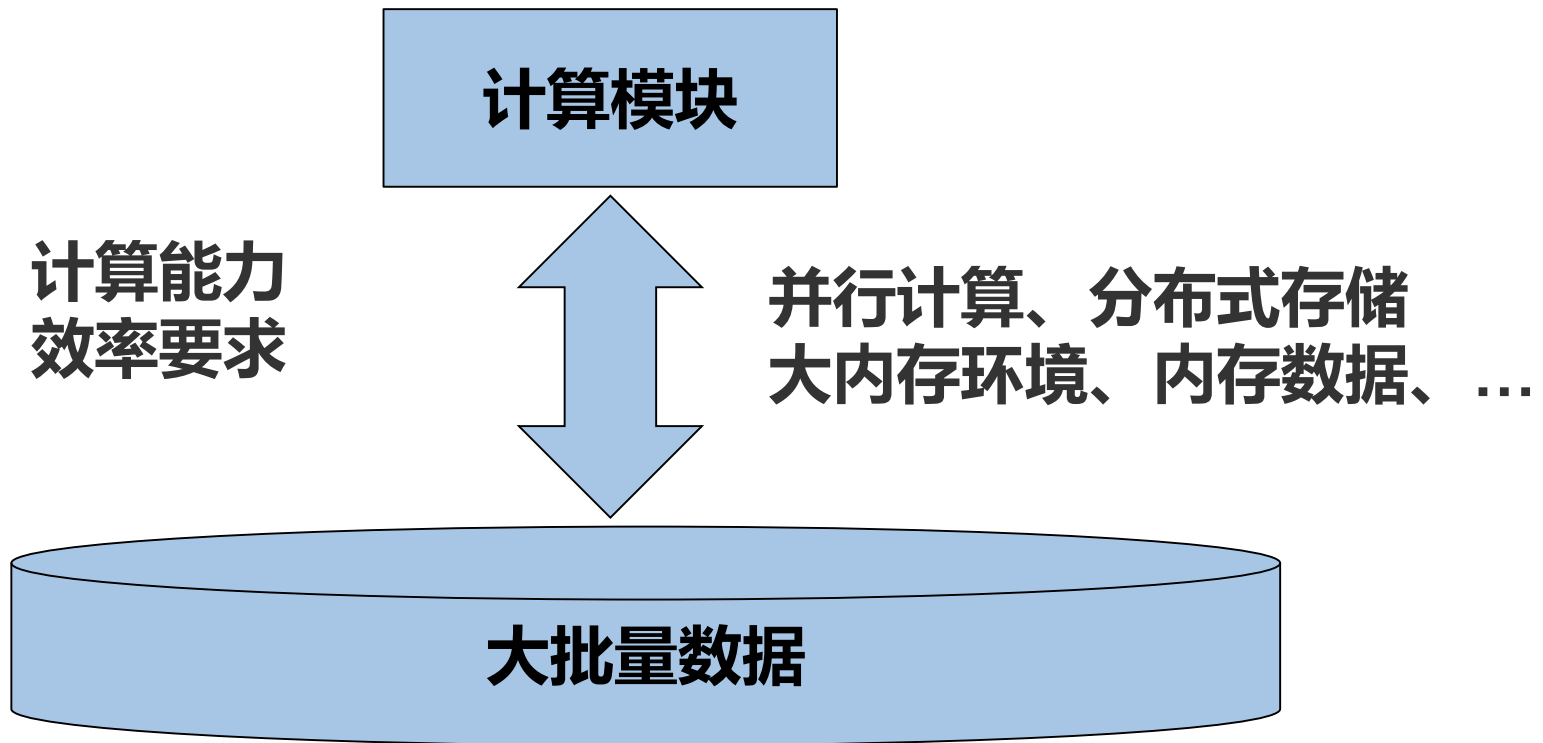 计算模块
计算能力
效率要求
并行计算、分布式存储
大内存环境、内存数据、…
大批量数据